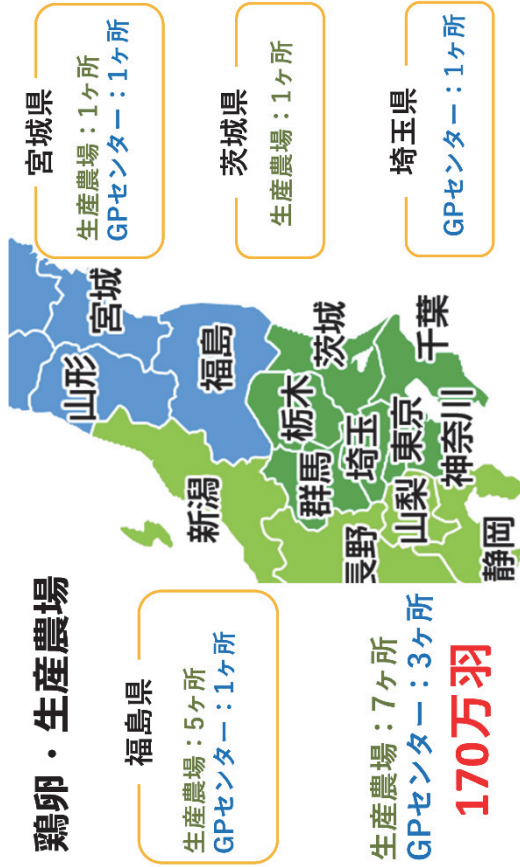 鶏卵・生産農場
福島県
生産農場：5ヶ所
GPセンター：1ヶ所
生産農場：7ヶ所
GPセンター：3ヶ所
170万羽
山形
宮城
新潟
福島
群馬
栃木
茨城
長野
埼玉
山梨
東京
千葉
神奈川
静岡
宮城県
生産農場：1ヶ所
GPセンター：1ヶ所
茨城県
生産農場：1ヶ所
埼玉県
GPセンター：1ヶ所